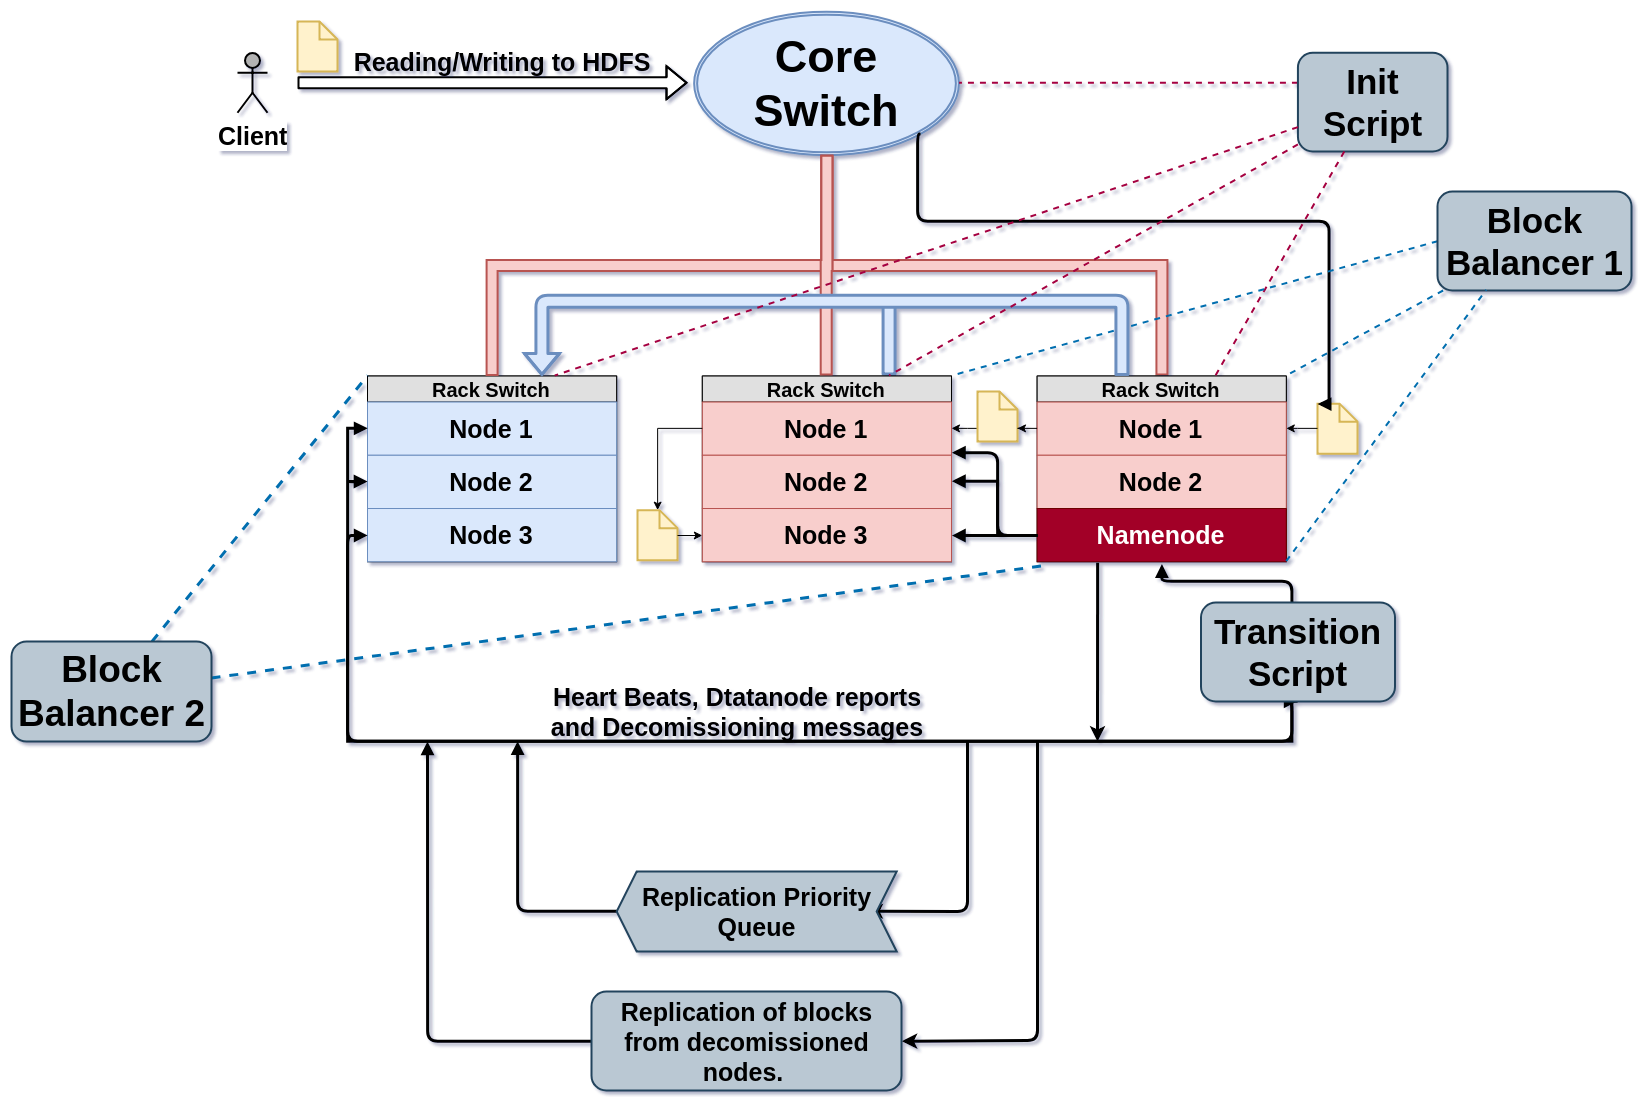 Core
Switch
Reading/Writing to HDFS
Client
Init
Script
Block
Balancer 1
Rack Switch
Node 1
Node 2
Node 3
Rack Switch
Node 1
Node 2
Node 3
Rack Switch
Node 1
Node 2
Namenode
Transition
Script
Block
Balancer 2
Heart Beats, Dtatanode reports
and Decomissioning messages
Replication Priority
Queue
Replication of blocks
from decomissioned
nodes.